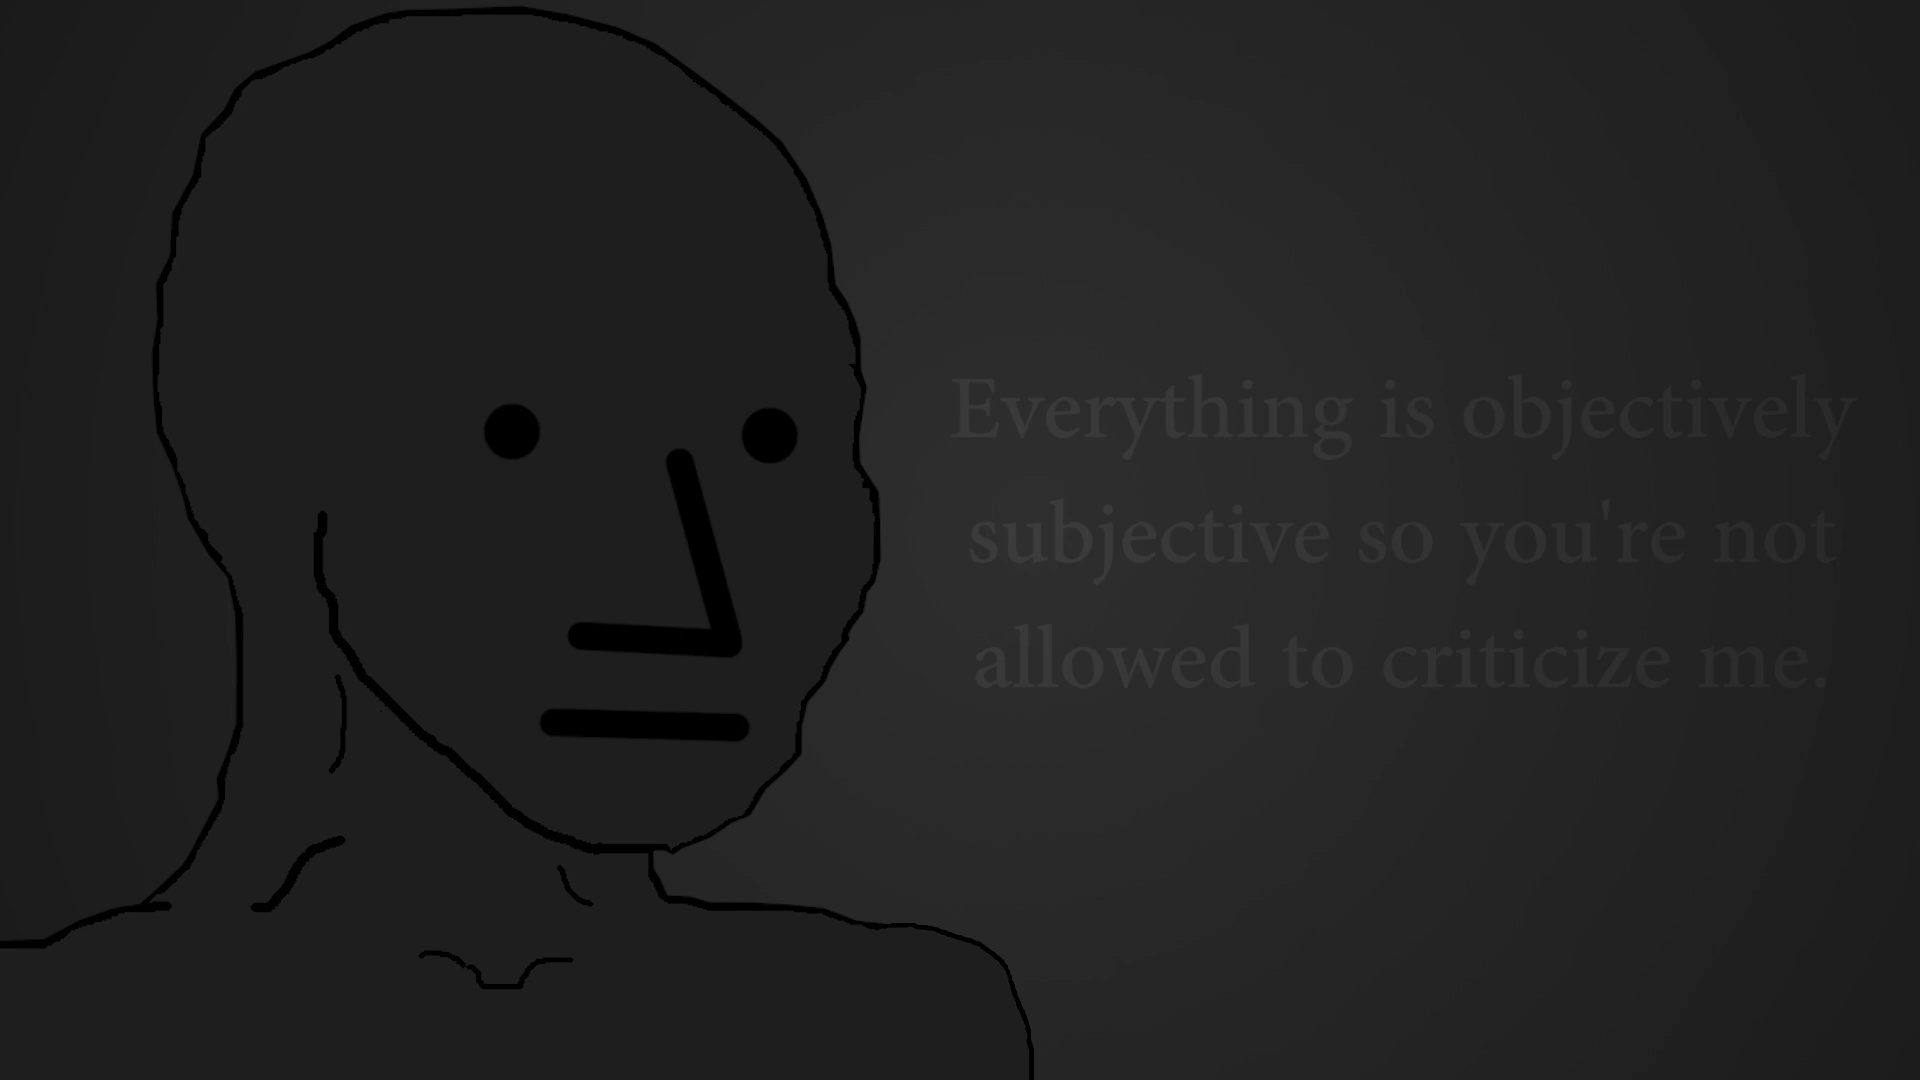 Everything is objectively
subjective so you're not
allowed to criticize me.